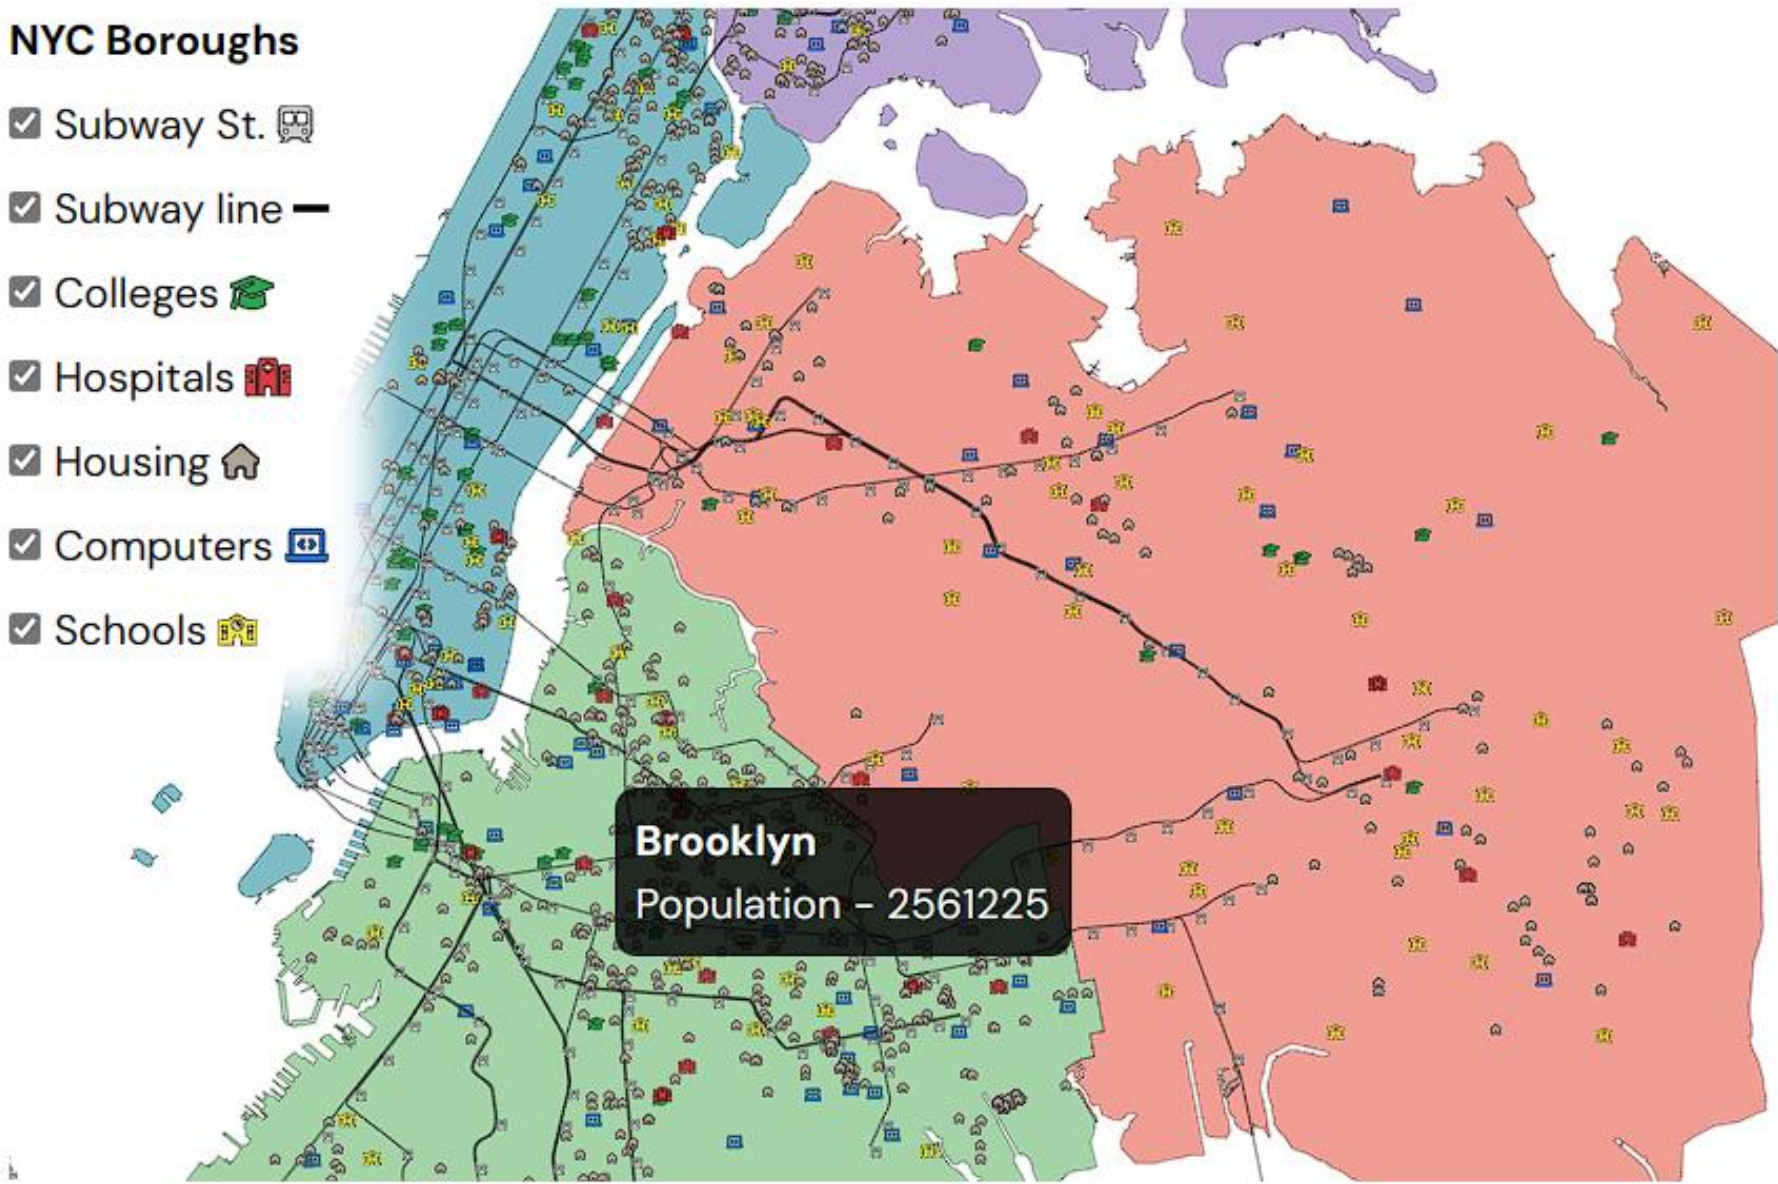 NYC Boroughs
Subway St.
Subway line
Colleges
Hospitals
Housing
Computers
Schools
Brooklyn
Population - 2561225